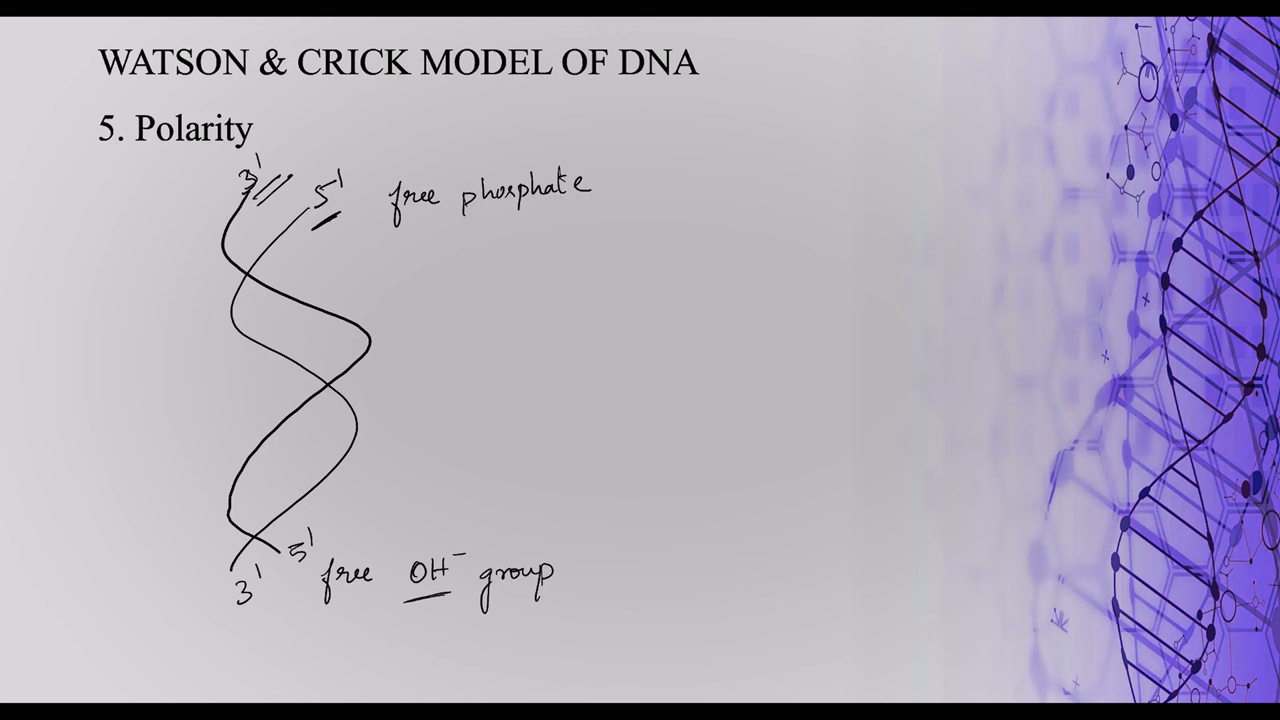 WATSON & CRICK MODEL OF DNA
5. Polarity
3' 5' free phosphate
5'
3' free OH⁻ group